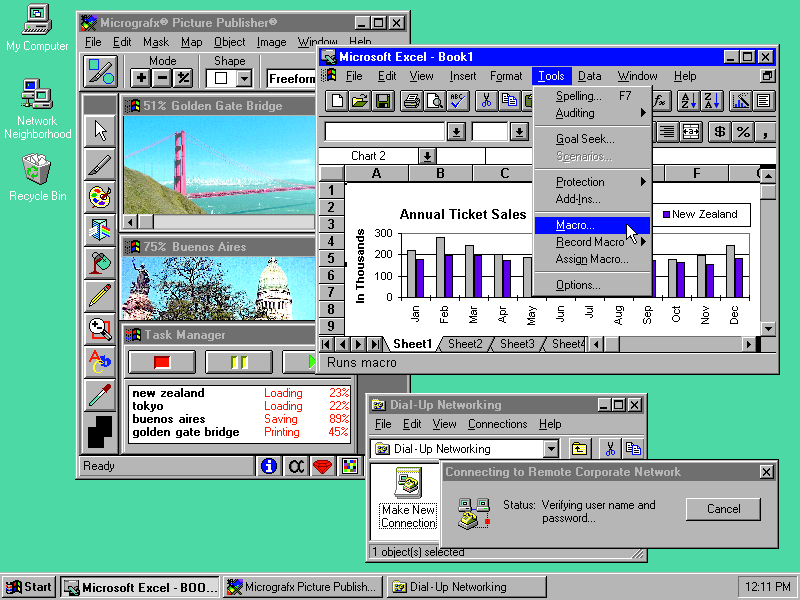 My Computer
Network
Neighborhood
Recycle Bin
Micrografx® Picture Publisher®
File Edit Mask Map Object Image Window Help
Mode
Shape
Freeform
51% Golden Gate Bridge
75% Buenos Aires
Task Manager
new zealand Loading 23%
tokyo Loading 22%
buenos aires Saving 89%
golden gate bridge Printing 45%
Ready
Microsoft Excel - Book1
File Edit View Insert Format Tools Data Window Help
Spelling... F7
Auditing
Goal Seek...
Scenarios...
Protection
Add-Ins...
Macro...
Record Macro
Assign Macro...
Options...
Chart 2
A B C F
1
2
3
4
5
6
7
8
9
Annual Ticket Sales
New Zealand
In Thousands
300
200
100
0
Jan Feb Mar Apr May Jun Jul Aug Sep Oct Nov Dec
Sheet1 Sheet2 Sheet3 Sheet4
Runs macro
Dial-Up Networking
File Edit View Connections Help
Dial-Up Networking
Make New
Connection
1 object(s) selected
Connecting to Remote Corporate Network
Status: Verifying user name and
password...
Cancel
Start
Microsoft Excel - BOO...
Micrografx Picture Publish...
Dial-Up Networking
12:11 PM